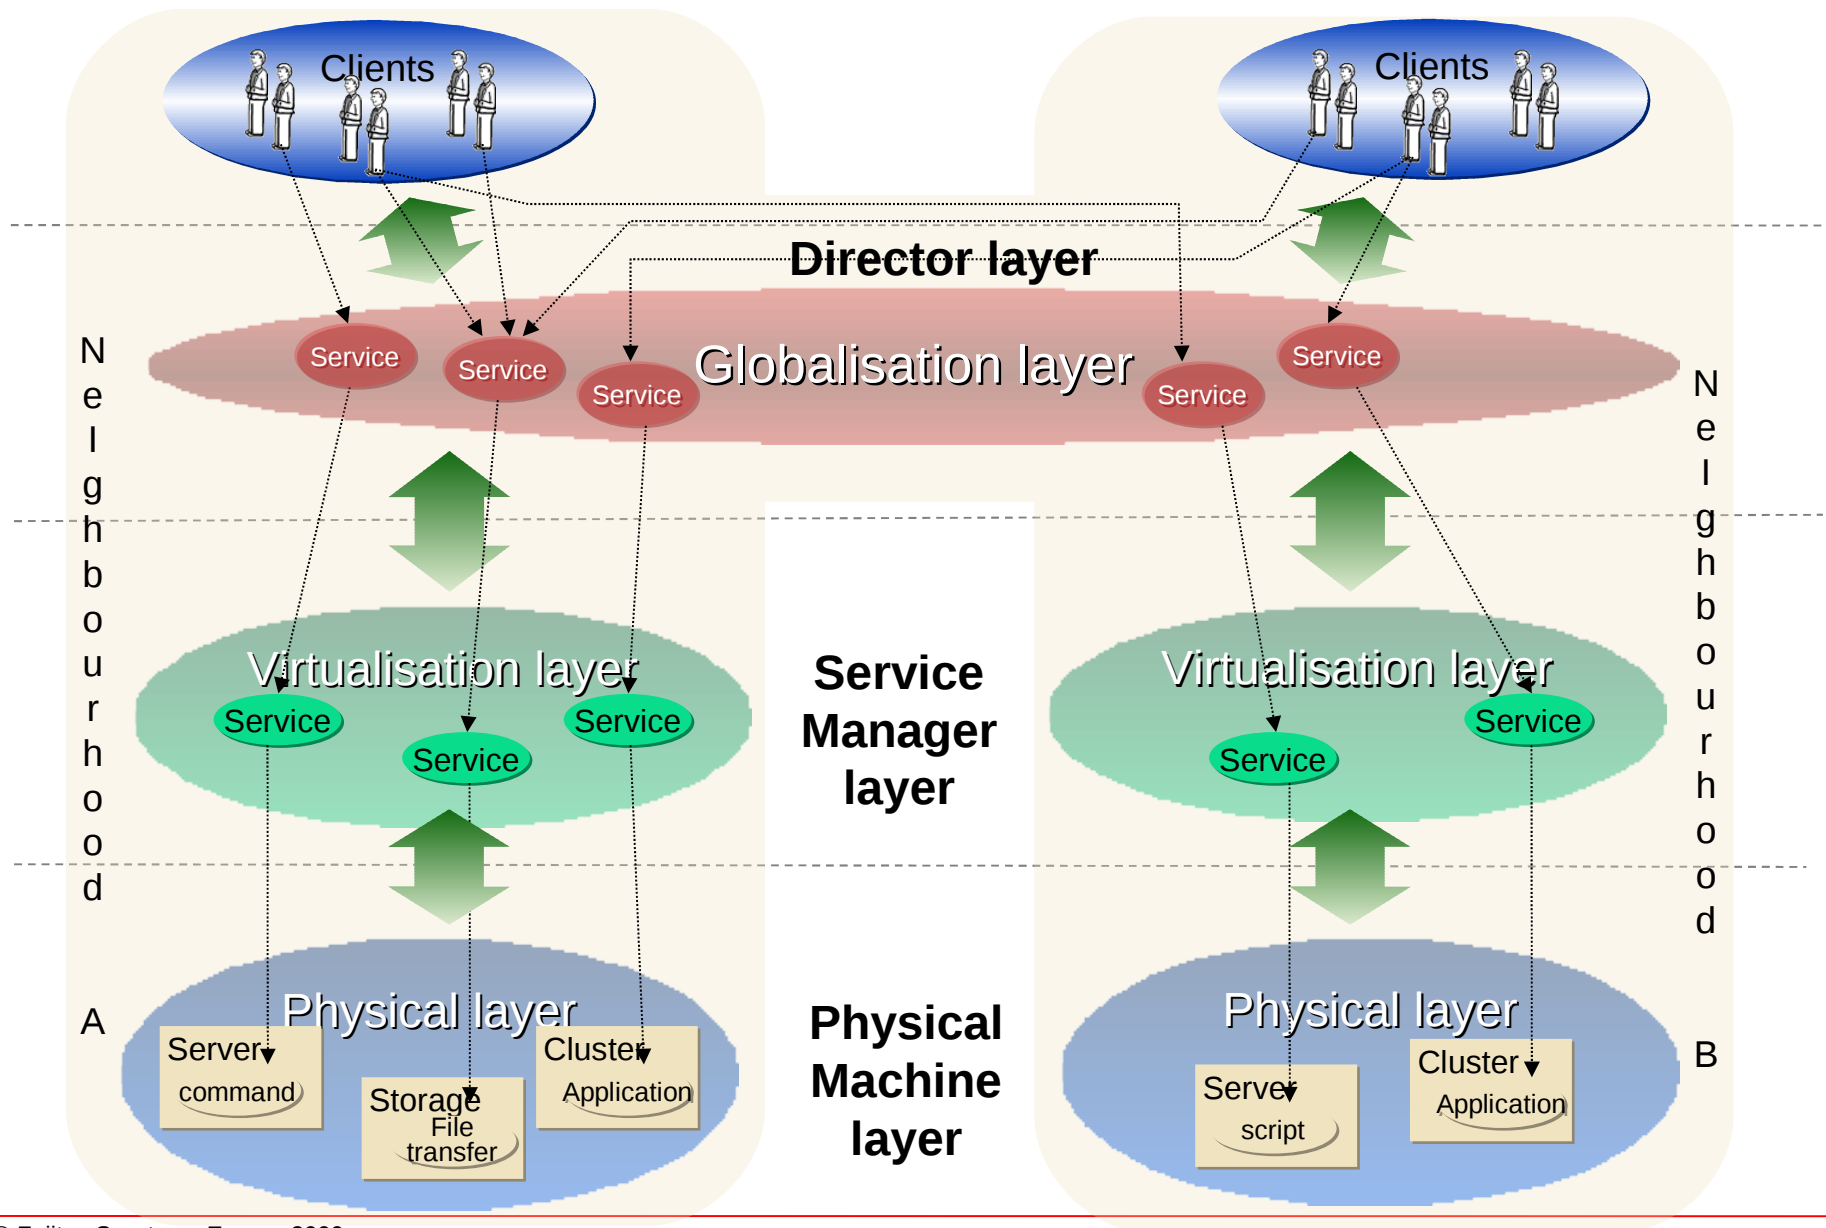 Clients
Clients
Director layer
Globalisation layer
Service
Service
Service
Service
Service
N
e
l
g
h
b
o
u
r
h
o
o
d
A
N
e
l
g
h
b
o
u
r
h
o
o
d
B
Virtualisation layer
Service
Service
Service
Service
Manager
layer
Virtualisation layer
Service
Service
Physical layer
Server
command
Storage
File
transfer
Cluster
Application
Physical
Machine
layer
Physical layer
Server
script
Cluster
Application